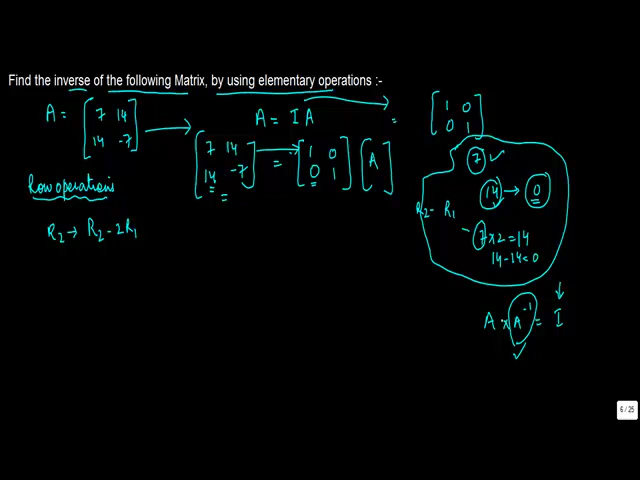 Find the inverse of the following Matrix, by using elementary operations :-
A = [ 7 14
14 -7 ]
A = I A
[ 7 14
14 -7 ] = [ 1 0
0 1 ] [ A ]
Row operations
R2 → R2 - 2R1
[ 1 0
0 1 ]
=
7 ✓
14 → 0
R2 - R1
- 7 × 2 = 14
14 - 14 = 0
A × A⁻¹ = I
6 / 25